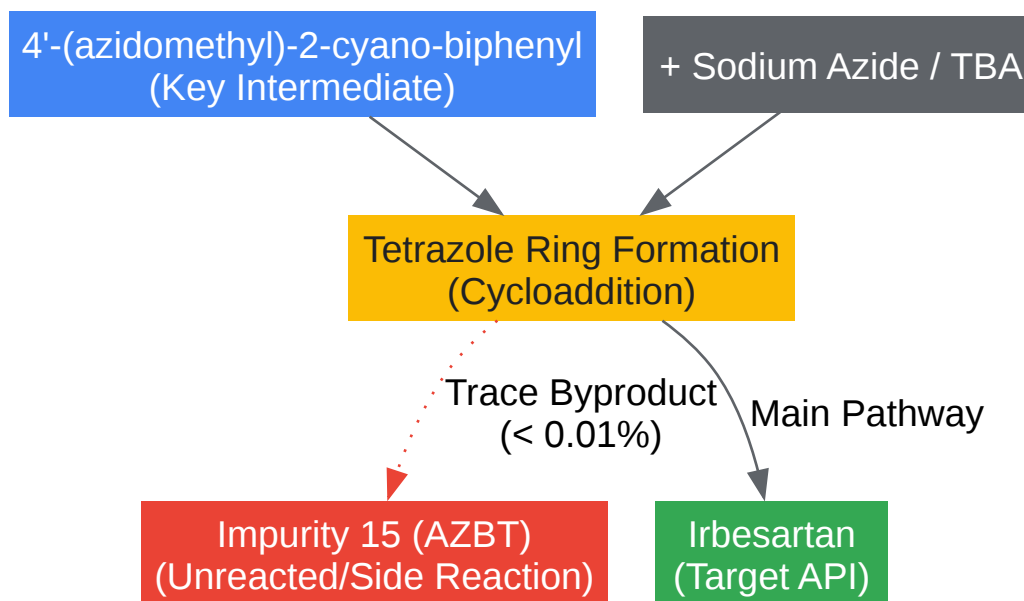 4'-(azidomethyl)-2-cyano-biphenyl
(Key Intermediate)
+ Sodium Azide / TBA
Tetrazole Ring Formation
(Cycloaddition)
Trace Byproduct
(< 0.01%)
Main Pathway
Impurity 15 (AZBT)
(Unreacted/Side Reaction)
Irbesartan
(Target API)